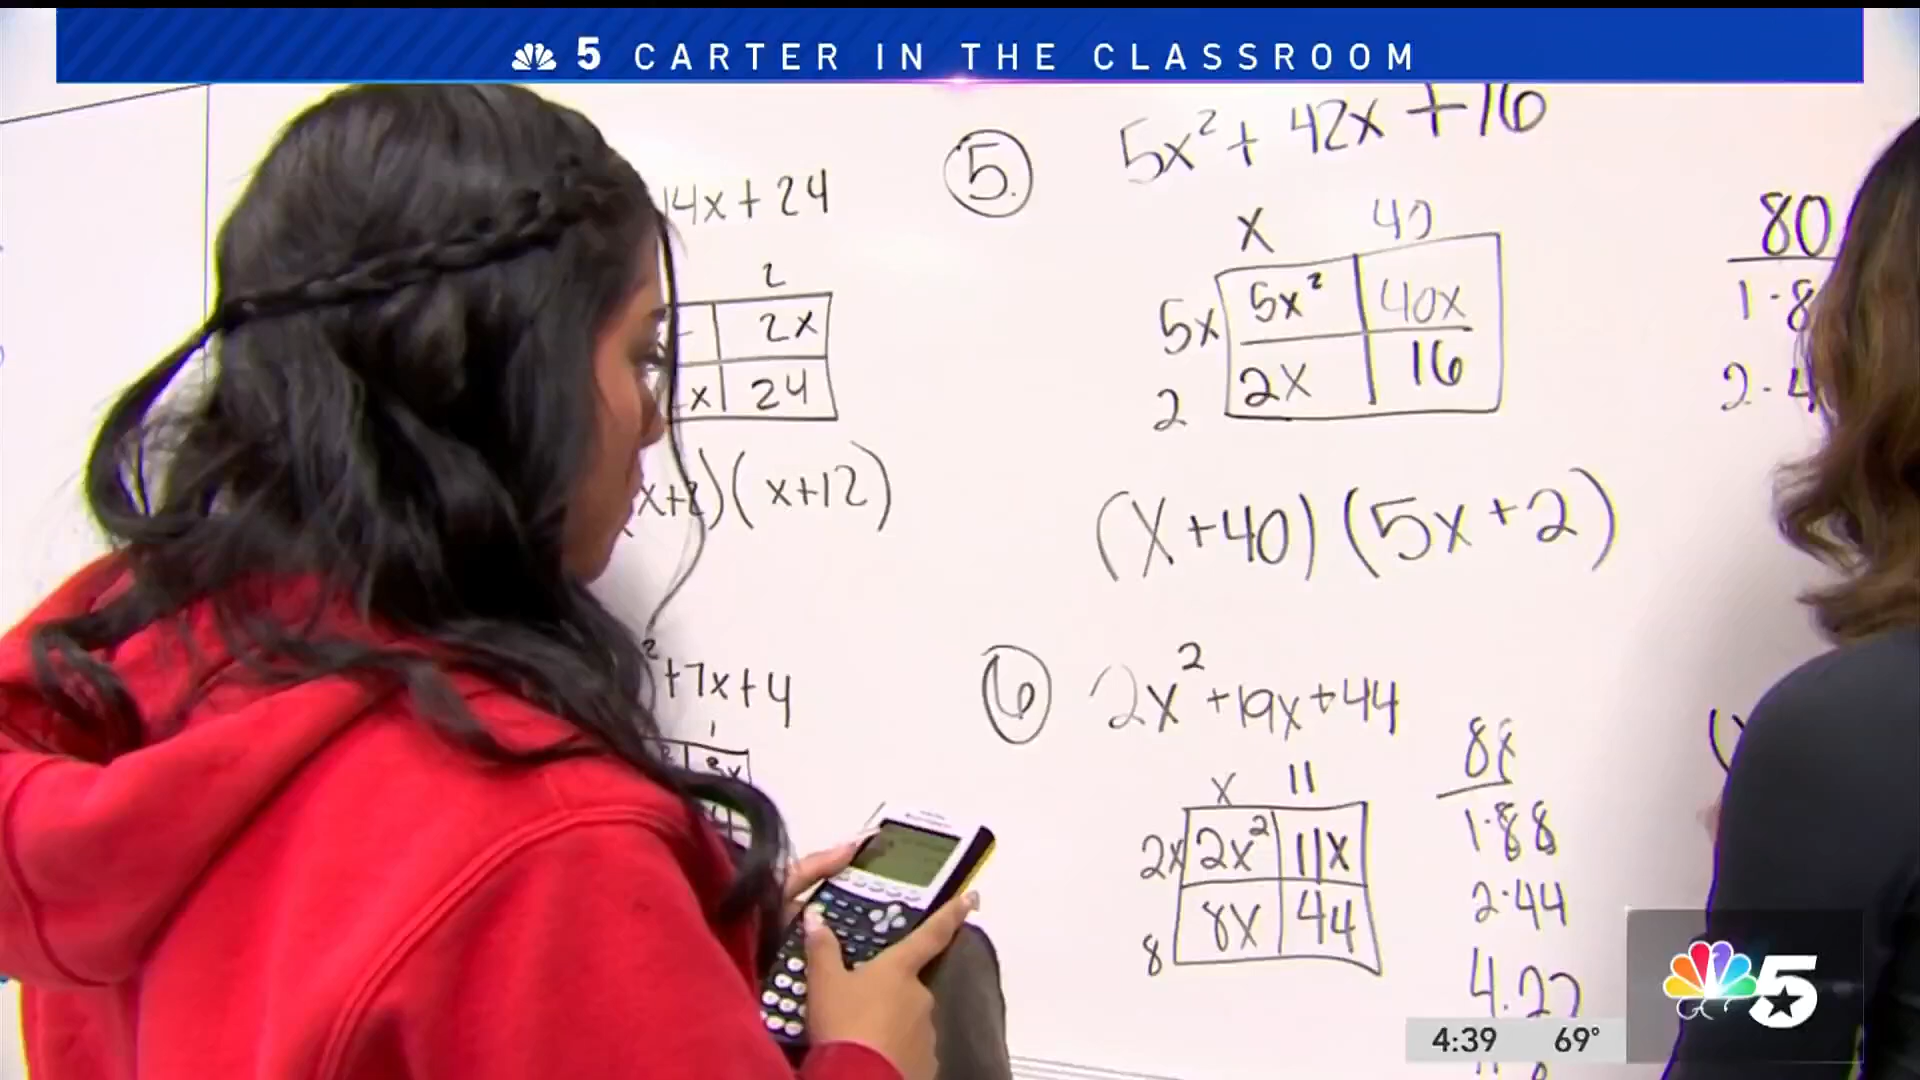 5 CARTER IN THE CLASSROOM
14x + 24
2
2x
x 24
(x+12)
+7x+4
1
5.
5x² + 42x + 16
x 40
5x 5x² 40x
2 2x 16
(x+40)(5x+2)
80
6
2x² + 19x + 44
x 11
2x 2x² 11x
8 8x 44
88
1·88
2·44
5
4:39 69°